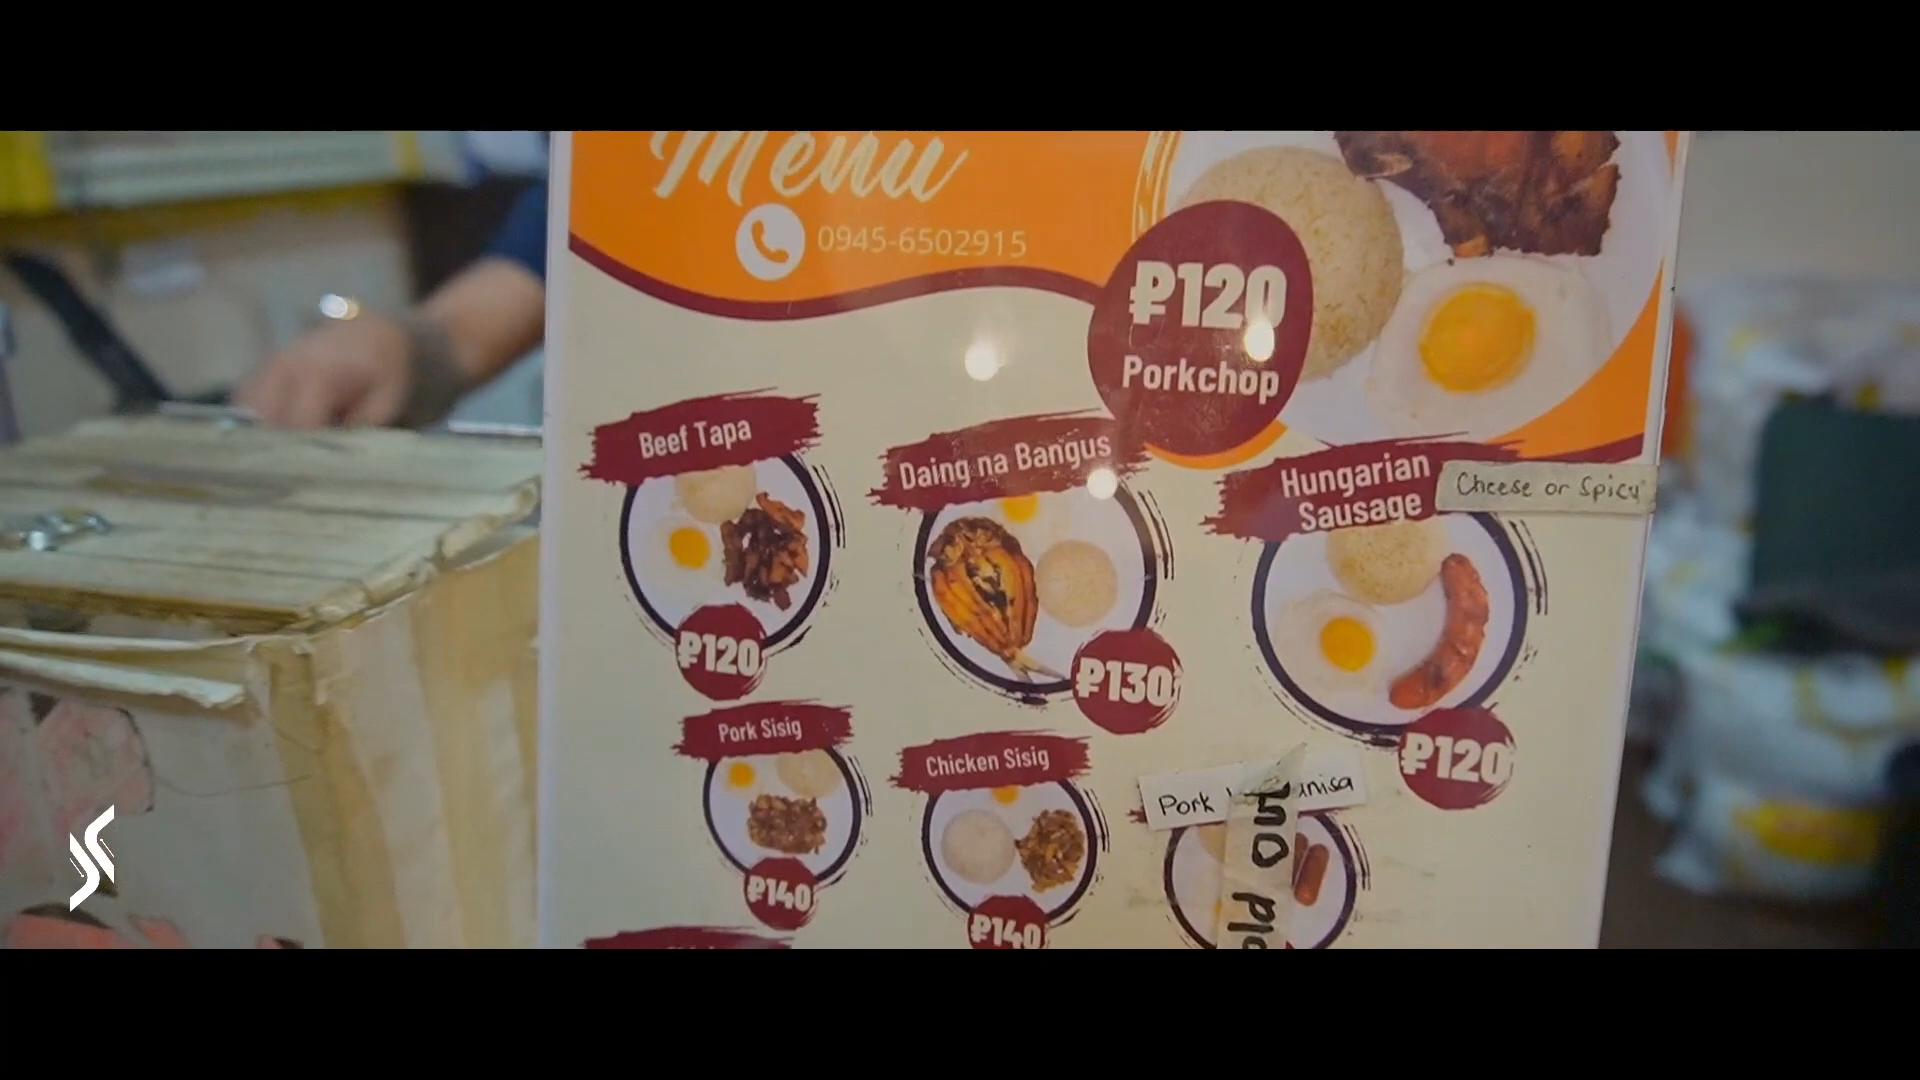 Menu
0945-6502915
₽120
Porkchop
Beef Tapa
Daing na Bangus
Hungarian
Sausage
Cheese or Spicy
₽120
₽130
₽120
Pork Sisig
Chicken Sisig
Pork
₽140
₽140